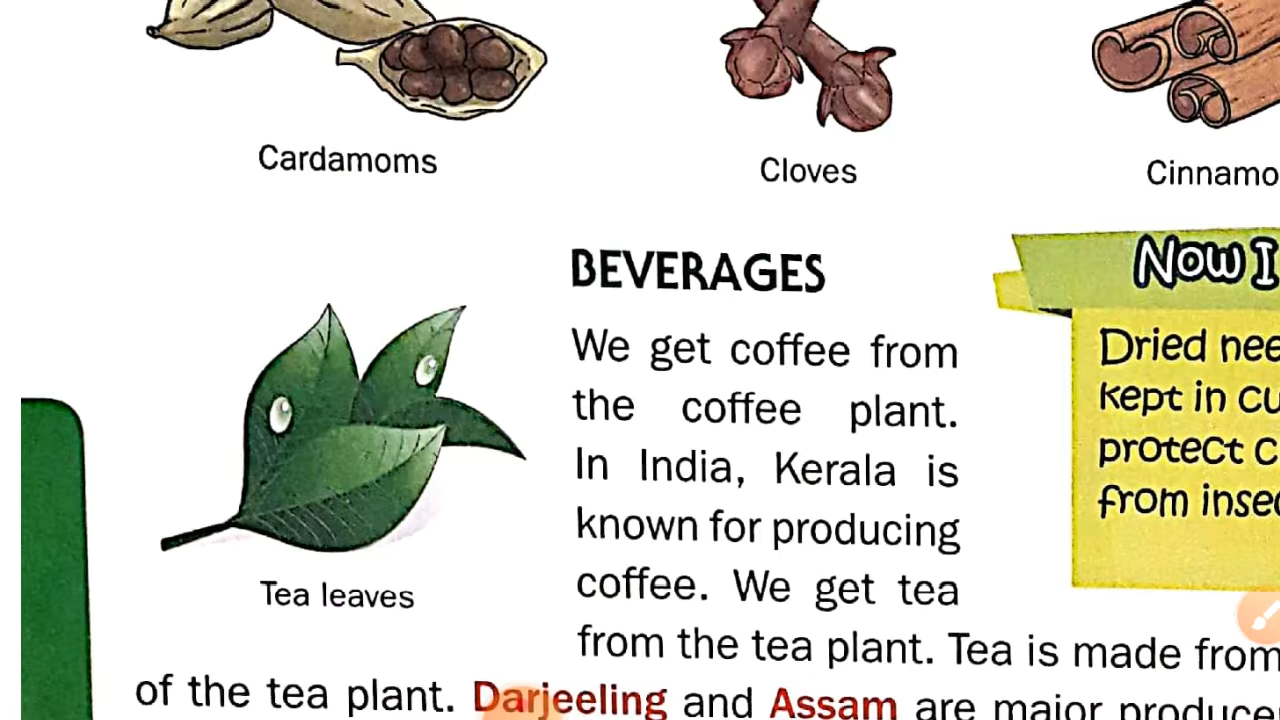 Cardamoms
Cloves
Cinnamo
BEVERAGES
We get coffee from
the coffee plant.
In India, Kerala is
known for producing
coffee. We get tea
from the tea plant. Tea is made from
of the tea plant. Darjeeling and Assam are major produce
Tea leaves
Now I
Dried nee
kept in cu
protect c
from insec